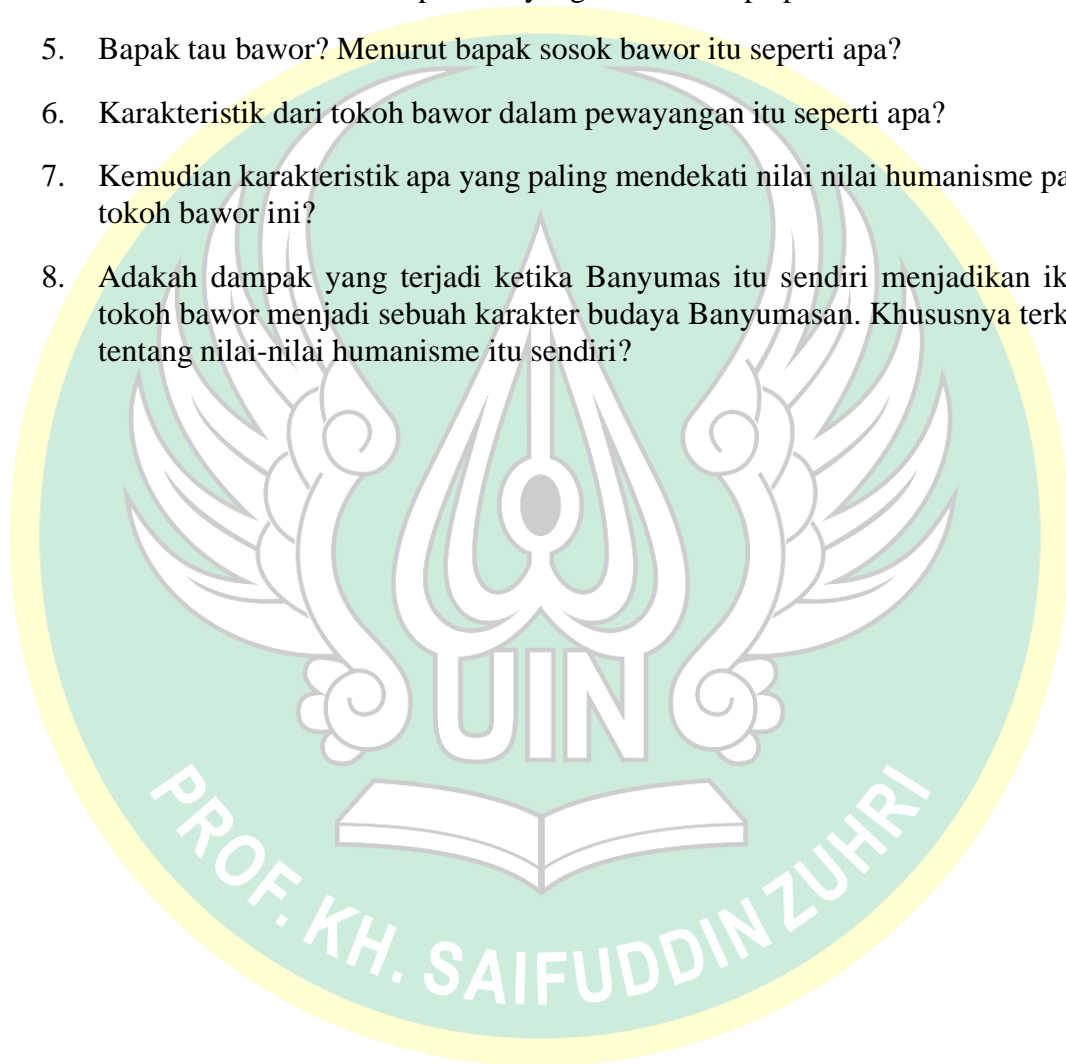 5. Bapak tau bawor? Menurut bapak sosok bawor itu seperti apa?
6. Karakteristik dari tokoh bawor dalam pewayangan itu seperti apa?
7. Kemudian karakteristik apa yang paling mendekati nilai nilai humanisme pa
tokoh bawor ini?
8. Adakah dampak yang terjadi ketika Banyumas itu sendiri menjadikan ik
tokoh bawor menjadi sebuah karakter budaya Banyumasan. Khususnya terk
tentang nilai-nilai humanisme itu sendiri?
UIN
PROF. KH. SAIFUDDIN ZUHRI